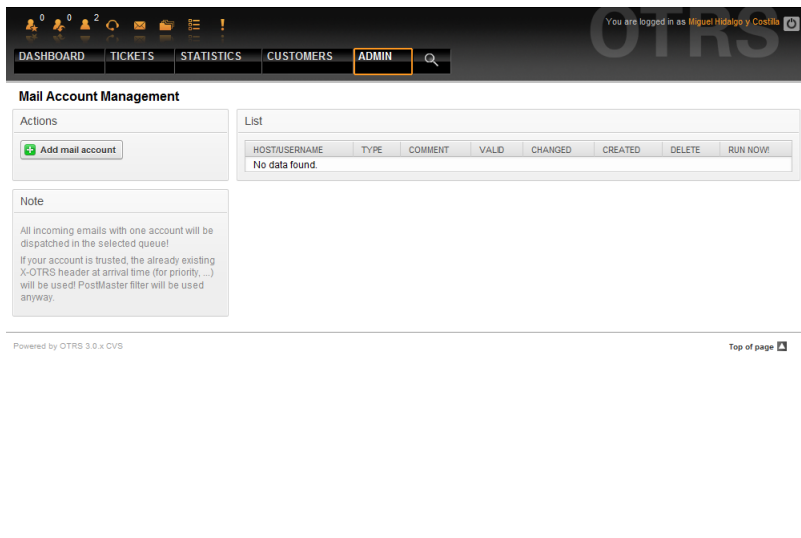 0 0 2
You are logged in as Miguel Hidalgo y Costilla
OTRS
DASHBOARD TICKETS STATISTICS CUSTOMERS ADMIN
Mail Account Management
Actions
Add mail account
List
HOST/USERNAME TYPE COMMENT VALID CHANGED CREATED DELETE RUN NOW!
No data found.
Note
All incoming emails with one account will be
dispatched in the selected queue!
If your account is trusted, the already existing
X-OTRS header at arrival time (for priority, ...)
will be used! PostMaster filter will be used
anyway.
Powered by OTRS 3.0.x CVS
Top of page